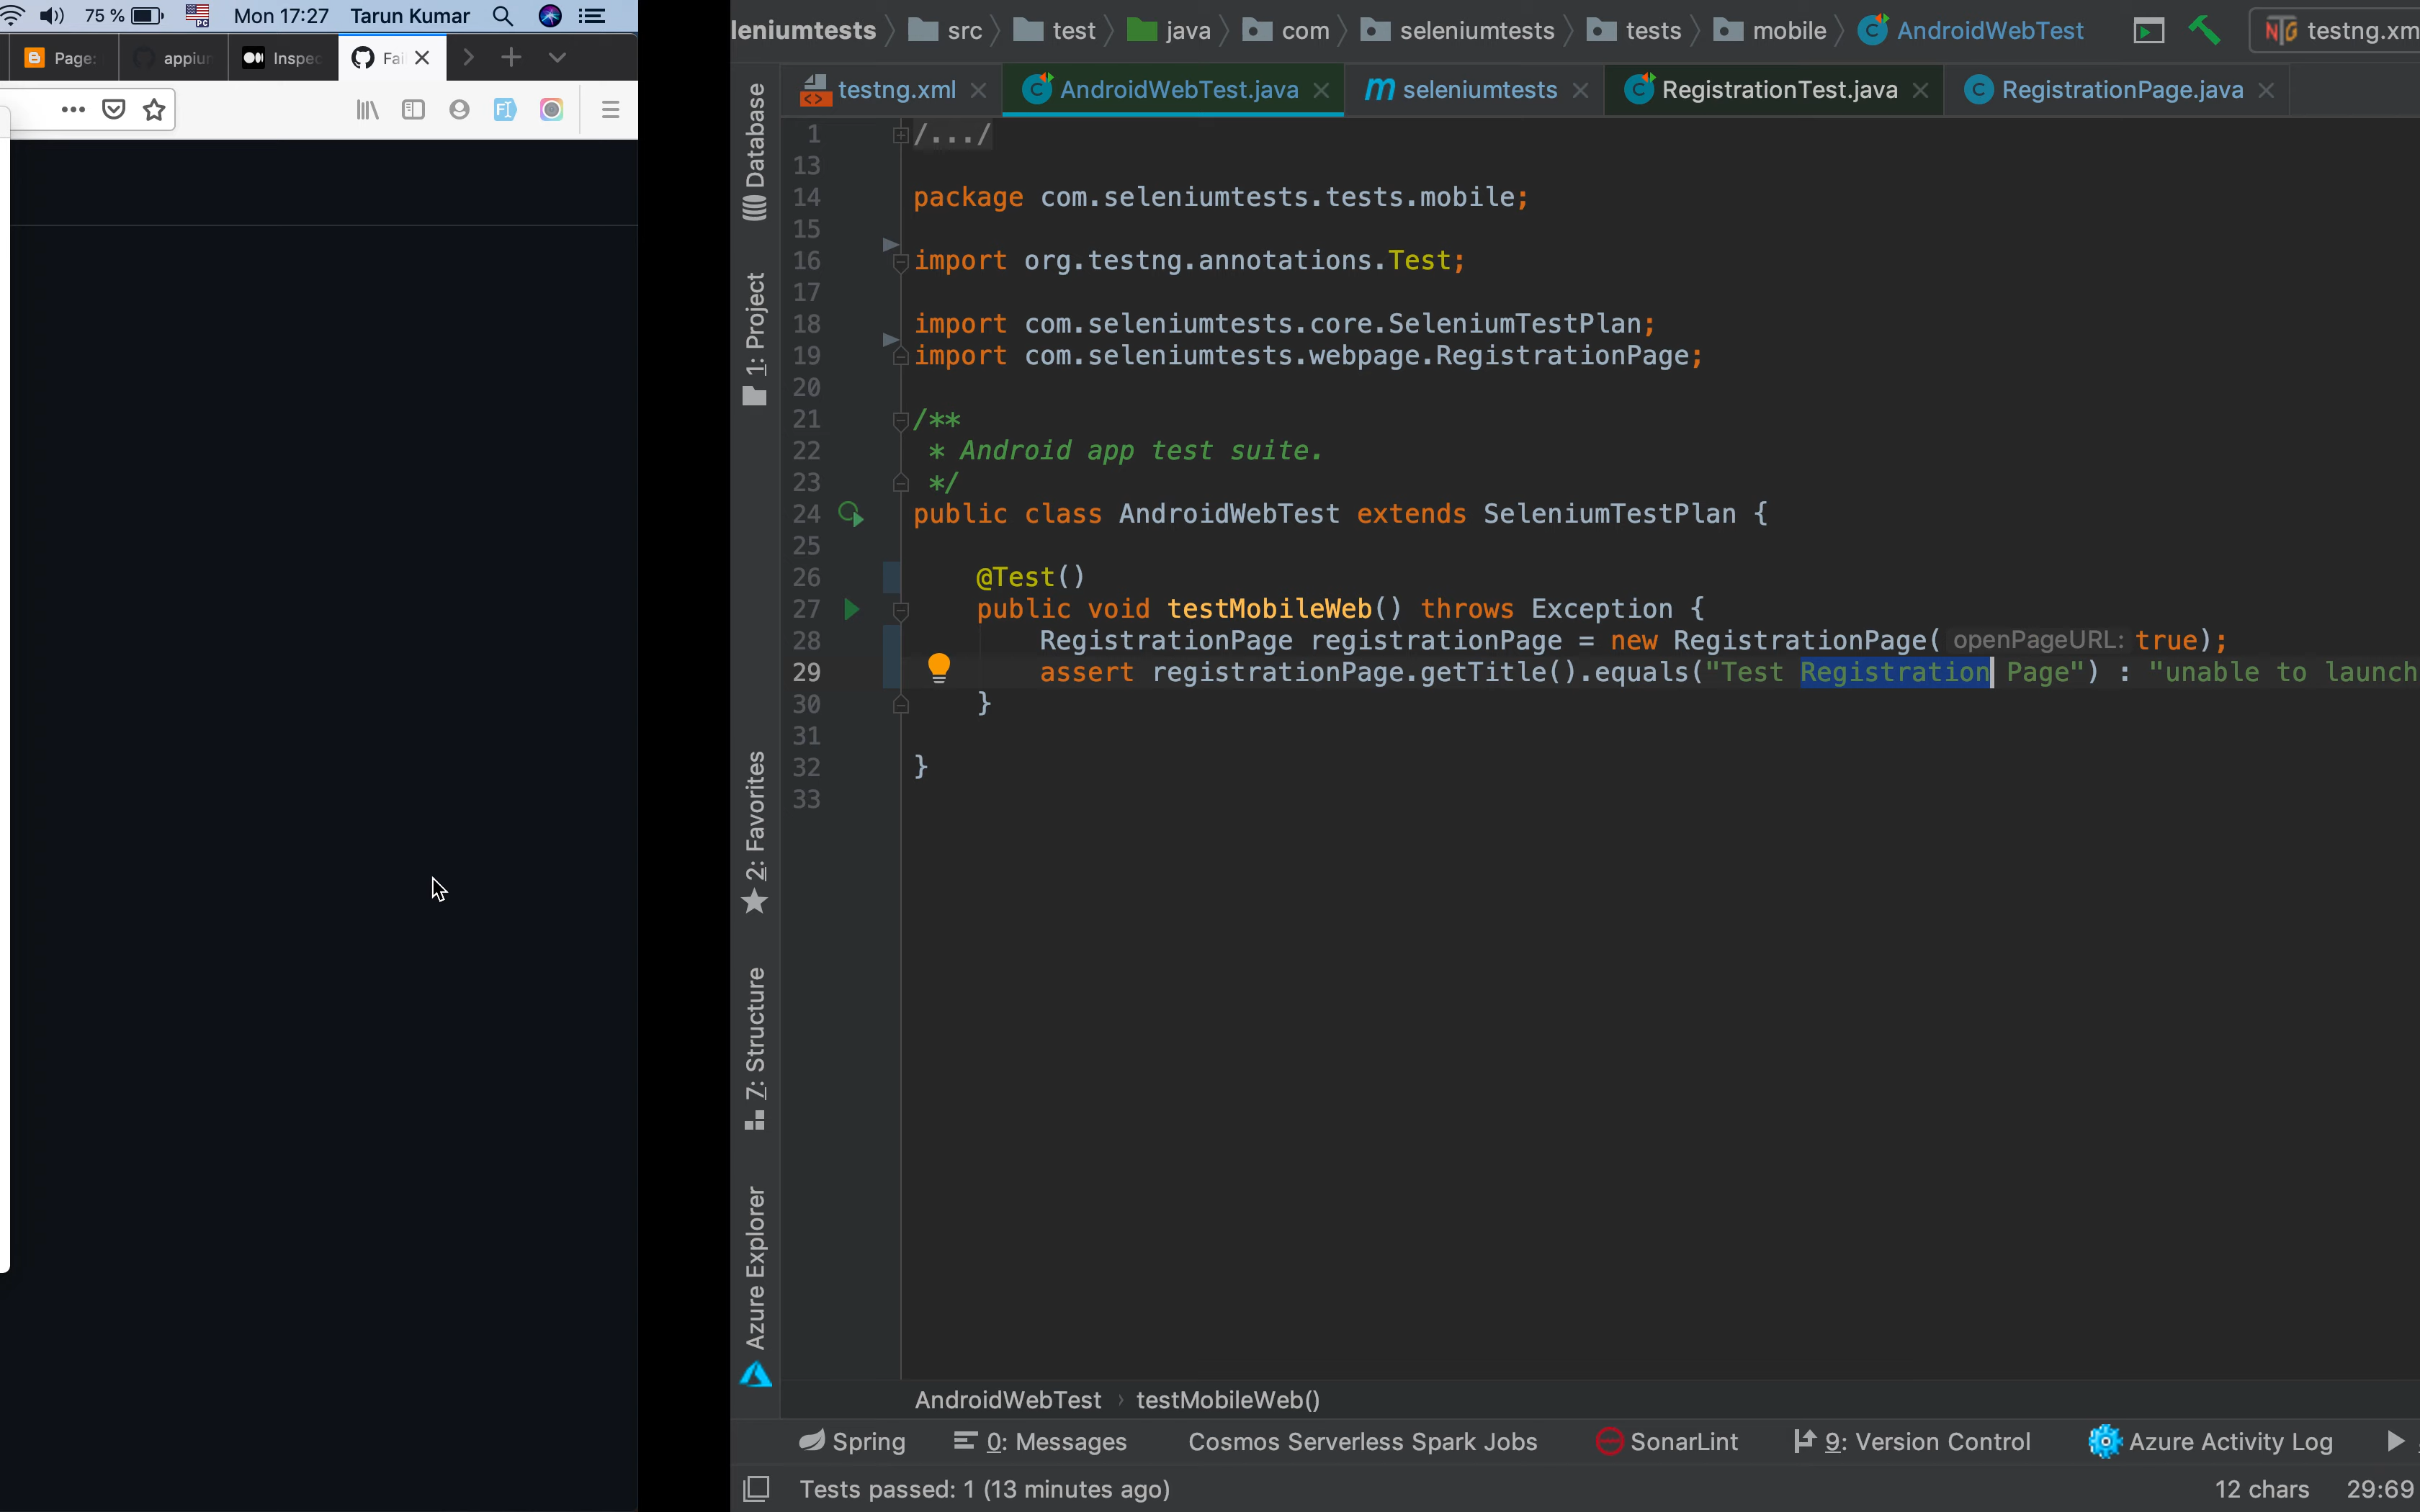 75 %
Mon 17:27
Tarun Kumar
Page:
appium
Inspec
Fai
leniumtests
src
test
java
com
seleniumtests
tests
mobile
AndroidWebTest
testng.xm
testng.xml
AndroidWebTest.java
seleniumtests
RegistrationTest.java
RegistrationPage.java
Database
1: Project
2: Favorites
7: Structure
Azure Explorer
1 /.../
13
14 package com.seleniumtests.tests.mobile;
15
16 import org.testng.annotations.Test;
17
18 import com.seleniumtests.core.SeleniumTestPlan;
19 import com.seleniumtests.webpage.RegistrationPage;
20
21 /**
22 * Android app test suite.
23 */
24 public class AndroidWebTest extends SeleniumTestPlan {
25
26 @Test()
27 public void testMobileWeb() throws Exception {
28 RegistrationPage registrationPage = new RegistrationPage( openPageURL: true);
29 assert registrationPage.getTitle().equals("Test Registration Page") : "unable to launch
30 }
31
32 }
33
AndroidWebTest › testMobileWeb()
Spring
0: Messages
Cosmos Serverless Spark Jobs
SonarLint
9: Version Control
Azure Activity Log
Tests passed: 1 (13 minutes ago)
12 chars
29:69